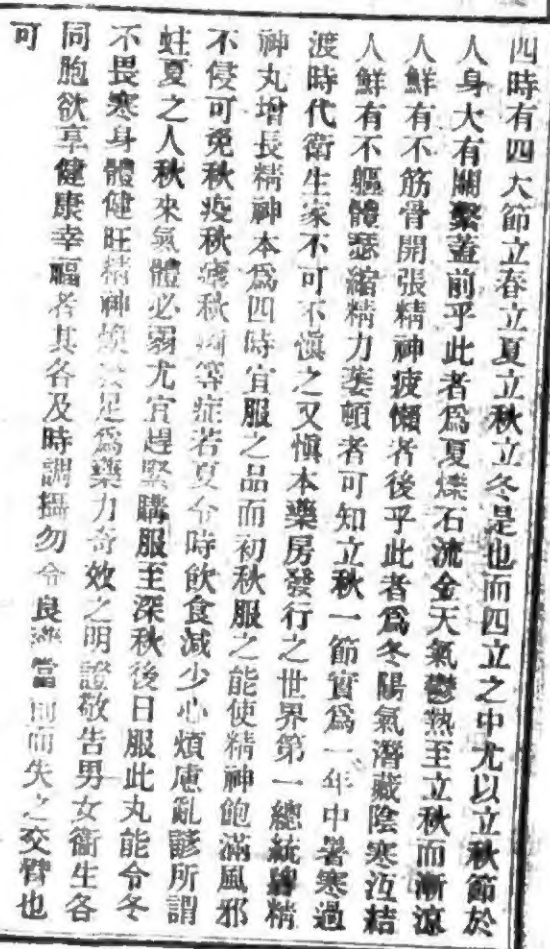 四時有四大節立春立夏立秋立冬是也而四立之中尤以立秋節於
人身大有關繫蓋前乎此者爲夏爍石流金天氣鬱熱至立秋而漸涼
人鮮有不筋骨開張精神疲懶者後乎此者爲冬陽氣潛藏陰寒沍結
人鮮有不軀體瑟縮精力萎頓者可知立秋一節實爲一年中暑寒過
渡時代衛生家不可不愼之又愼本藥房發行之世界第一總統牌精
神丸增長精神本爲四時宜服之品而初秋服之能使精神飽滿風邪
不侵可免秋疫秋瘧秋等症若夏令時飲食減少心煩慮亂諺所謂
蛀夏之人秋來氣體必弱尤宜趕緊購服至深秋後日服此丸能令冬
不畏寒身體健旺精神煥足爲藥力奇效之明證敬告男女衞生各
同胞欲享健康幸福者其各及時調攝勿令良藥當前而失之交臂也
可